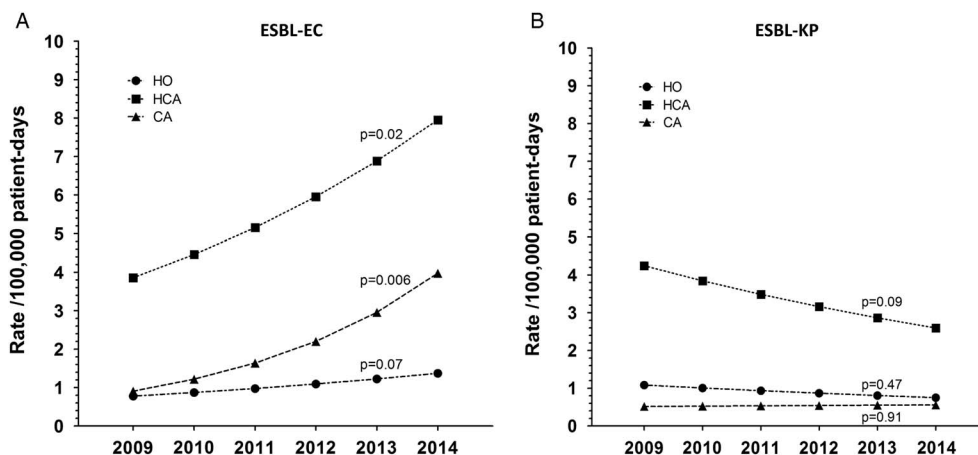 A
ESBL-EC
Rate /100,000 patient-days
10
9
8
7
6
5
4
3
2
1
0
HO
HCA
CA
p=0.02
p=0.006
p=0.07
2009 2010 2011 2012 2013 2014
B
ESBL-KP
Rate /100,000 patient-days
10
9
8
7
6
5
4
3
2
1
0
HO
HCA
CA
p=0.09
p=0.47
p=0.91
2009 2010 2011 2012 2013 2014